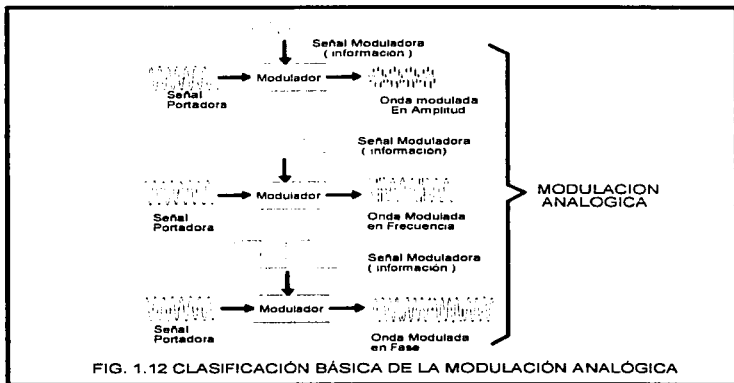 Señal Moduladora
( información )
Modulador
Señal
Portadora
Onda modulada
En Amplitud
Señal Moduladora
( información)
Modulador
Señal
Portadora
Onda Modulada
en Frecuencia
Señal Moduladora
( información )
Modulador
Señal
Portadora
Onda Modulada
en Fase
MODULACION
ANALOGICA
FIG. 1.12 CLASIFICACIÓN BÁSICA DE LA MODULACIÓN ANALÓGICA